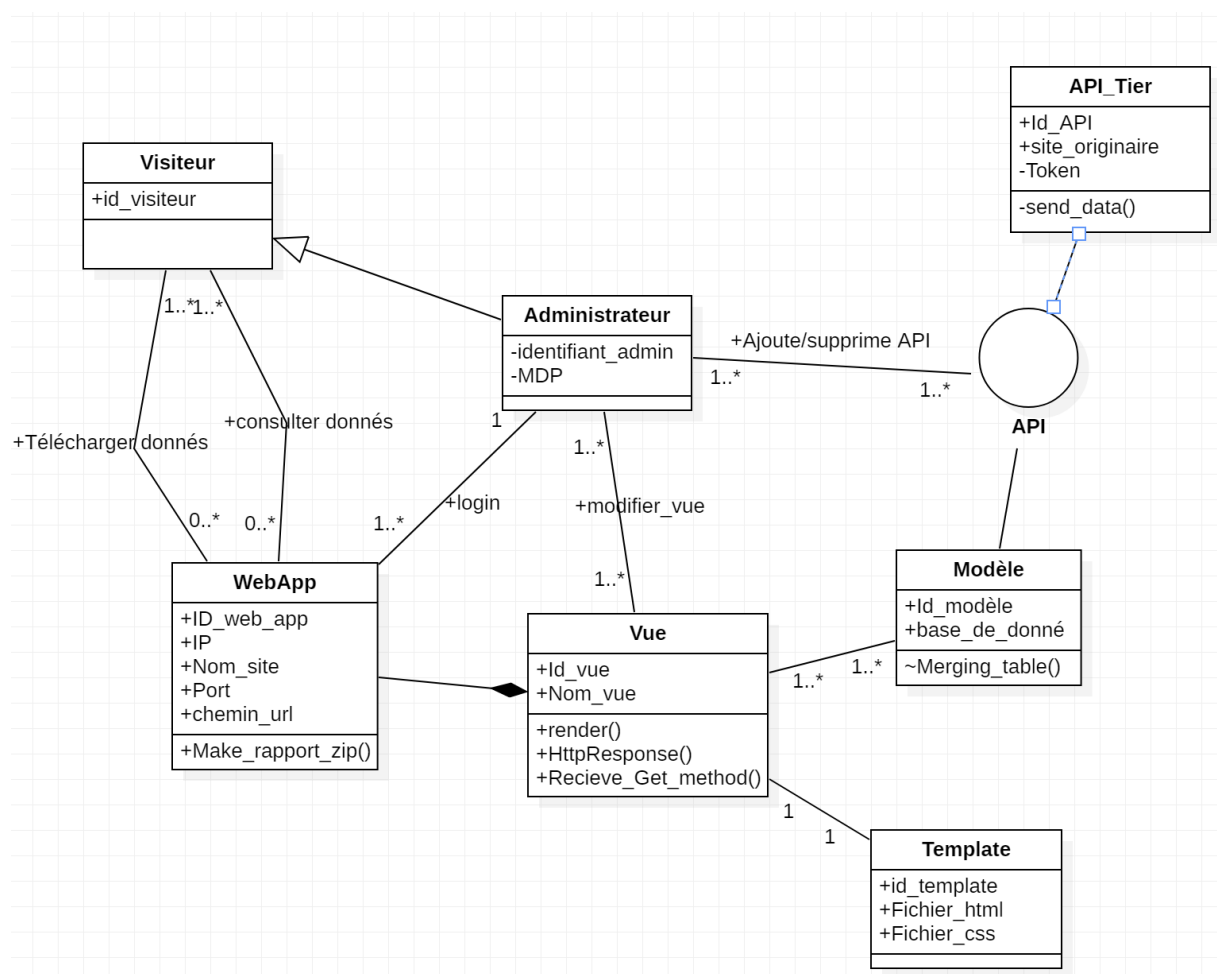 API_Tier
+Id_API
+site_originaire
-Token
-send_data()
Visiteur
+id_visiteur
1..*
1..*
Administrateur
-identifiant_admin
-MDP
+Ajoute/supprime API
1..*
1..*
API
+Télécharger donnés
+consulter donnés
1
1..*
+login
+modifier_vue
0..*
0..*
1..*
1..*
WebApp
+ID_web_app
+IP
+Nom_site
+Port
+chemin_url
+Make_rapport_zip()
Vue
+Id_vue
+Nom_vue
+render()
+HttpResponse()
+Recieve_Get_method()
Modèle
+Id_modèle
+base_de_donné
~Merging_table()
1..*
1..*
1
1
Template
+id_template
+Fichier_html
+Fichier_css